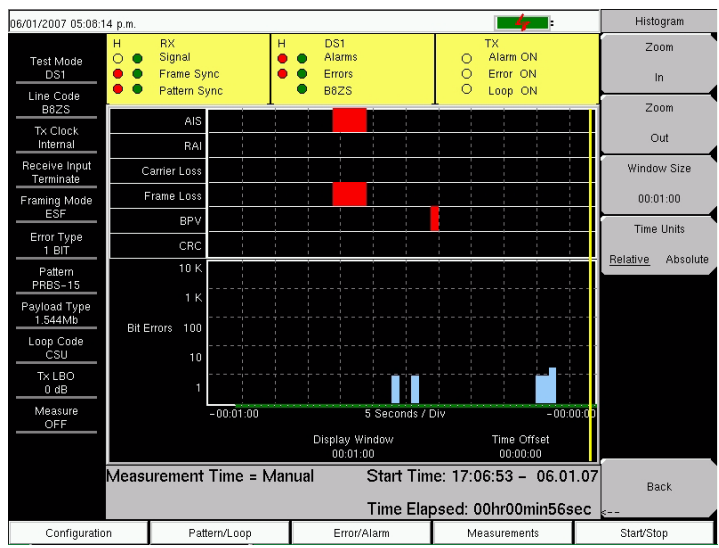 06/01/2007 05:08:14 p.m.
Histogram
Test Mode
DS1
Line Code
B8ZS
Tx Clock
Internal
Receive Input
Terminate
Framing Mode
ESF
Error Type
1 BIT
Pattern
PRBS-15
Payload Type
1.544Mb
Loop Code
CSU
Tx LBO
0 dB
Measure
OFF
H RX
Signal
Frame Sync
Pattern Sync
H DS1
Alarms
Errors
B8ZS
TX
Alarm ON
Error ON
Loop ON
AIS
RAI
Carrier Loss
Frame Loss
BPV
CRC
10 K
1 K
Bit Errors 100
10
1
-00:01:00 5 Seconds / Div -00:00:00
Display Window Time Offset
00:01:00 00:00:00
Measurement Time = Manual Start Time: 17:06:53 - 06.01.07
Time Elapsed: 00hr00min56sec
Zoom
In
Zoom
Out
Window Size
00:01:00
Time Units
Relative Absolute
Back
<--
Configuration Pattern/Loop Error/Alarm Measurements Start/Stop